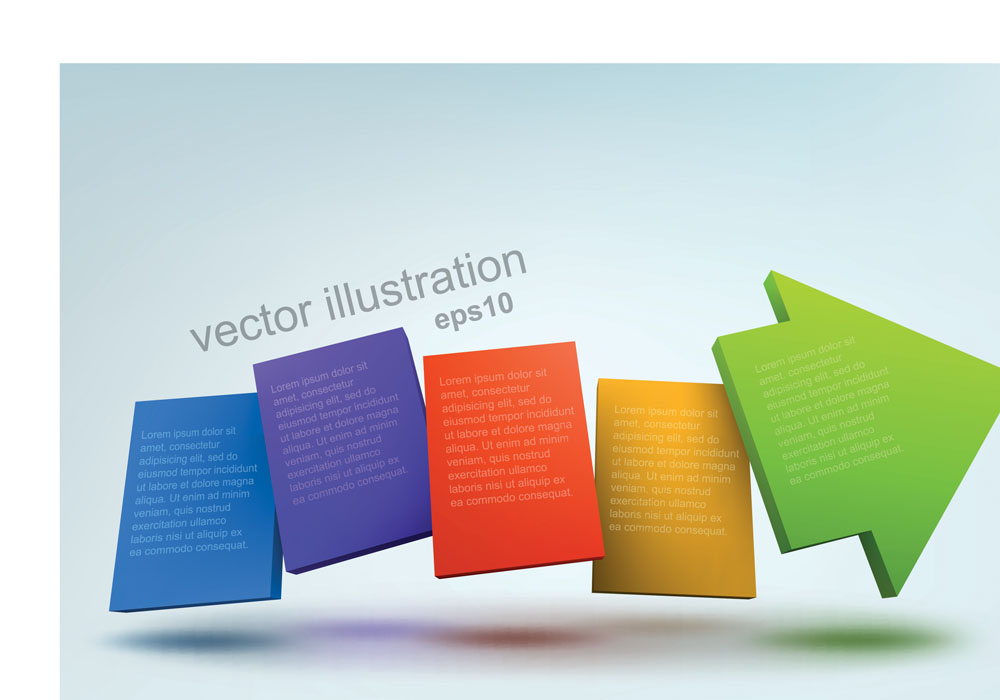 vector illustration
eps10
Lorem ipsum dolor sit
amet, consectetur
adipisicing elit, sed do
eiusmod tempor incididunt
ut labore et dolore magna
aliqua. Ut enim ad minim
veniam, quis nostrud
exercitation ullamco
laboris nisi ut aliquip ex
ea commodo consequat.
Lorem ipsum dolor sit
amet, consectetur
adipisicing elit, sed do
eiusmod tempor incididunt
ut labore et dolore magna
aliqua. Ut enim ad minim
veniam, quis nostrud
exercitation ullamco
laboris nisi ut aliquip ex
ea commodo consequat.
Lorem ipsum dolor sit
amet, consectetur
adipisicing elit, sed do
eiusmod tempor incididunt
ut labore et dolore magna
aliqua. Ut enim ad minim
veniam, quis nostrud
exercitation ullamco
laboris nisi ut aliquip ex
ea commodo consequat.
Lorem ipsum dolor sit
amet, consectetur
adipisicing elit, sed do
eiusmod tempor incididunt
ut labore et dolore magna
aliqua. Ut enim ad minim
veniam, quis nostrud
exercitation ullamco
laboris nisi ut aliquip ex
ea commodo consequat.
Lorem ipsum dolor sit
amet, consectetur
adipisicing elit, sed do
eiusmod tempor incididunt
ut labore et dolore magna
aliqua. Ut enim ad minim
veniam, quis nostrud
exercitation ullamco
laboris nisi ut aliquip ex
ea commodo consequat.